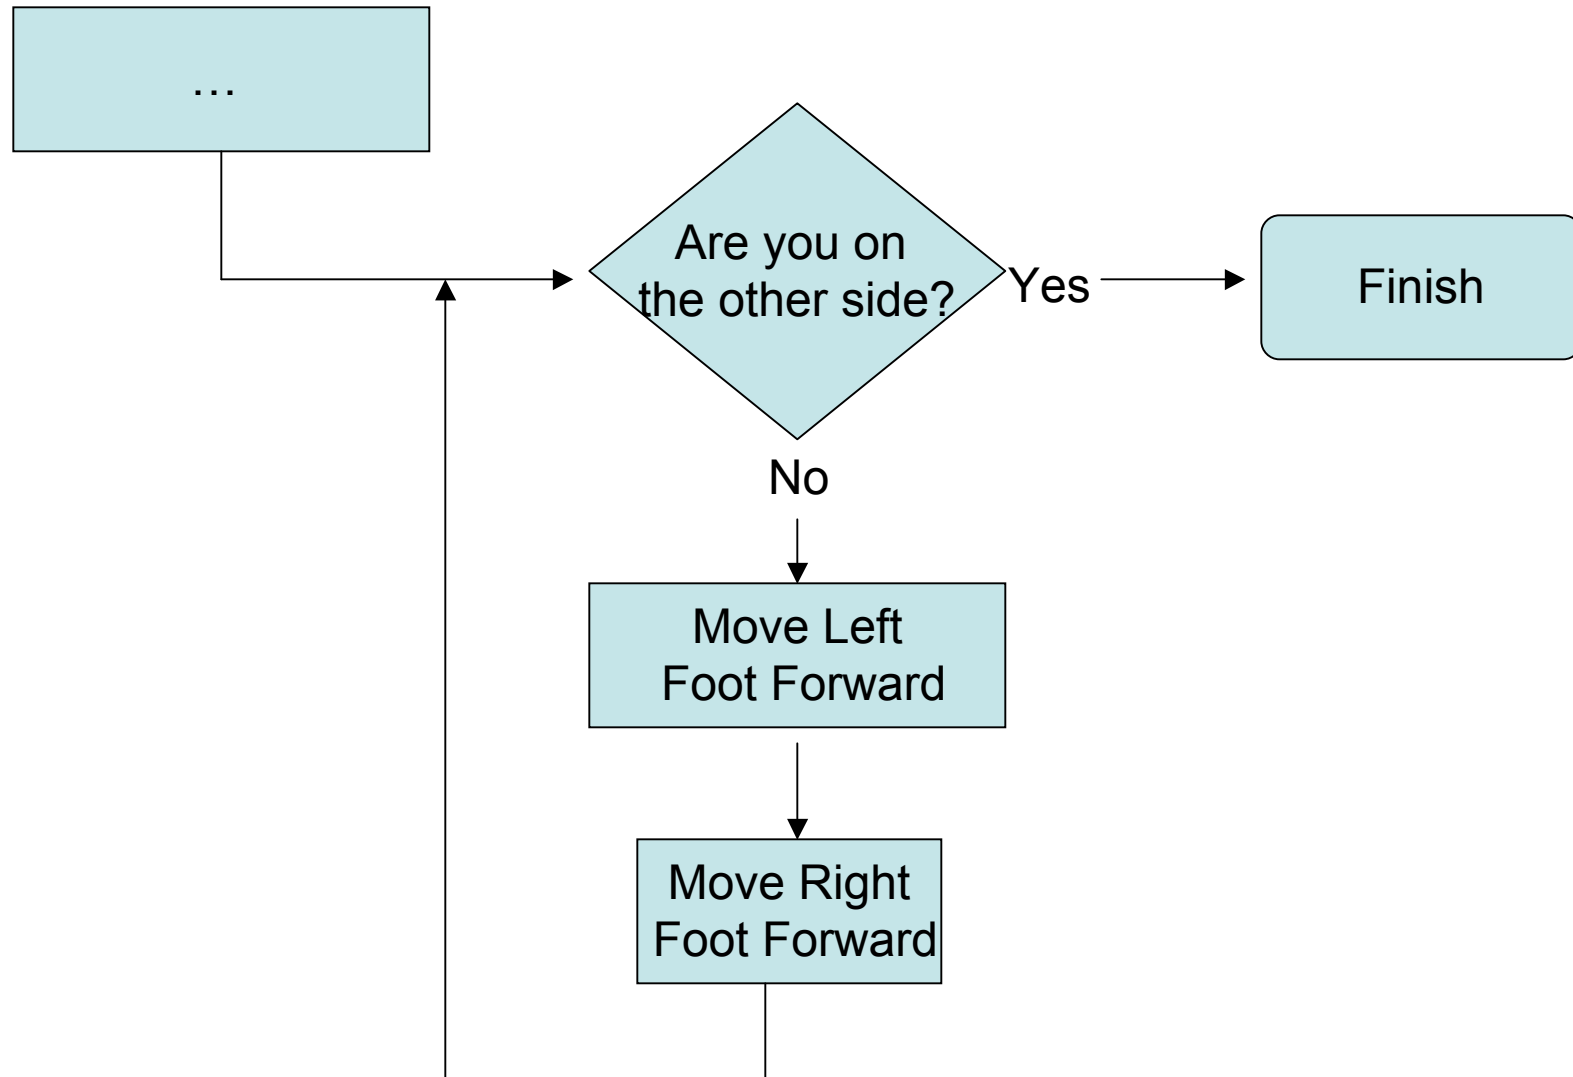 …
Are you on
the other side?
Yes
Finish
No
Move Left
Foot Forward
Move Right
Foot Forward